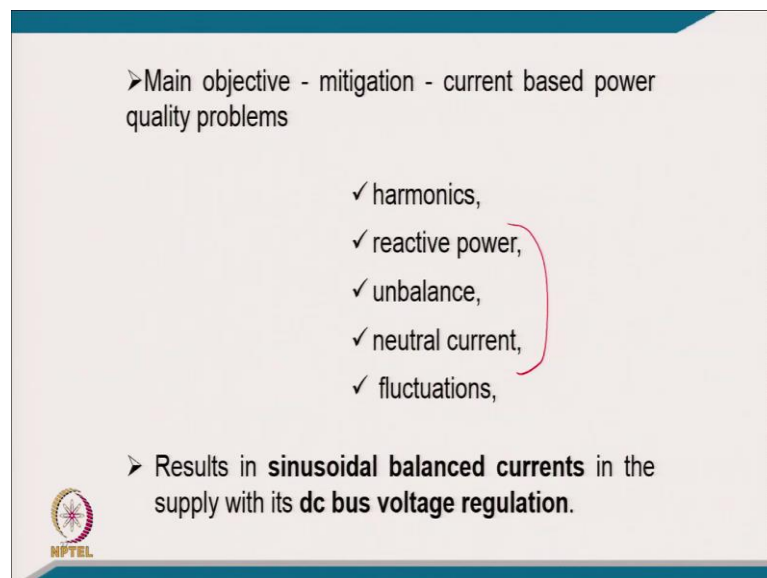 ➢Main objective - mitigation - current based power
quality problems
✓ harmonics,
✓ reactive power,
✓ unbalance,
✓ neutral current,
✓ fluctuations,
➢ Results in sinusoidal balanced currents in the
supply with its dc bus voltage regulation.
NPTEL